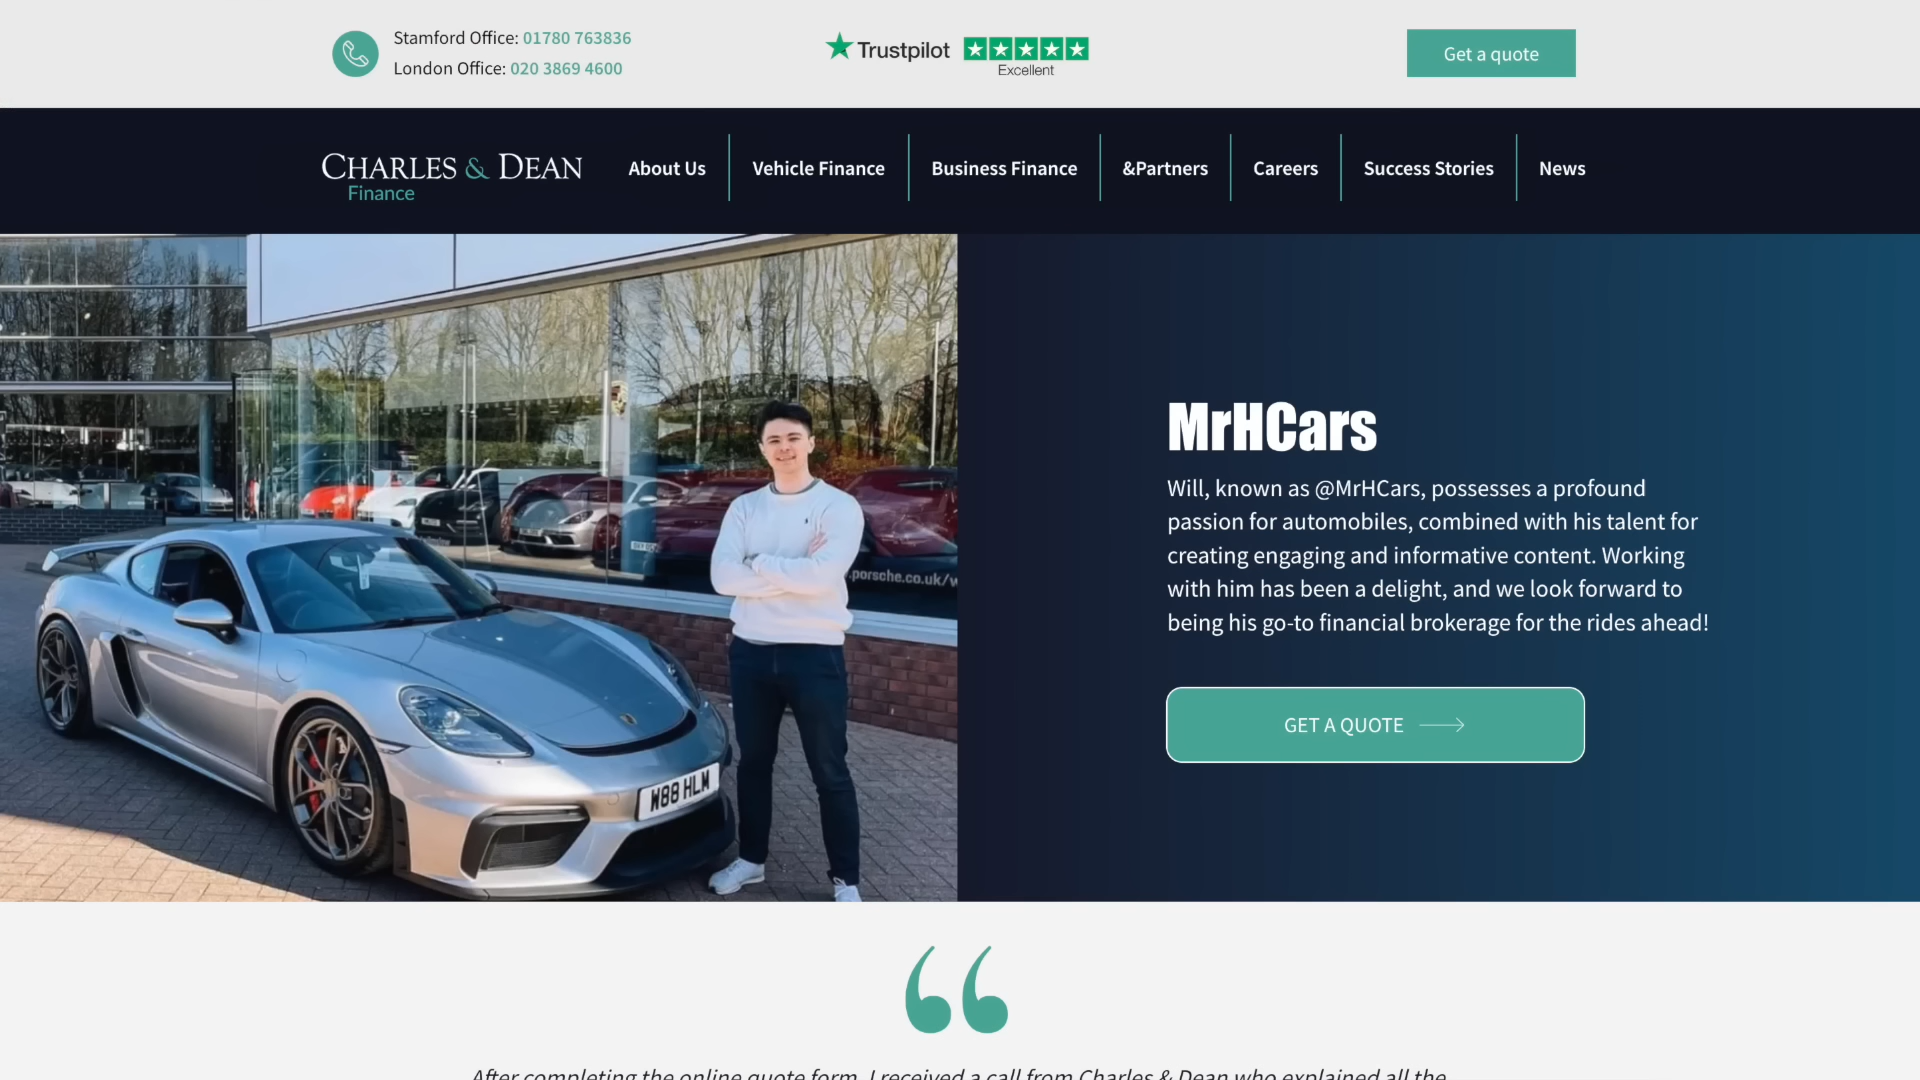 Stamford Office: 01780 763836
London Office: 020 3869 4600
Trustpilot
Excellent
Get a quote
CHARLES & DEAN
Finance
About Us
Vehicle Finance
Business Finance
&Partners
Careers
Success Stories
News
.porsche.co.uk/w
W88 HLM
MrHCars
Will, known as @MrHCars, possesses a profound
passion for automobiles, combined with his talent for
creating engaging and informative content. Working
with him has been a delight, and we look forward to
being his go-to financial brokerage for the rides ahead!
GET A QUOTE
After completing the online quote form, I received a call from Charles & Dean who explained all the